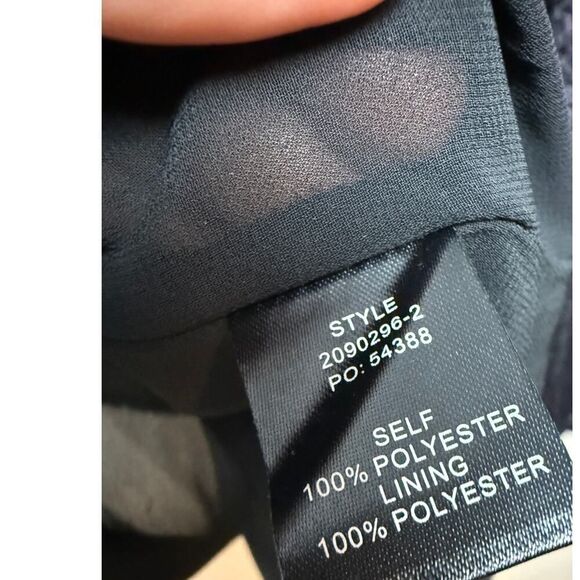 STYLE
2090296-2
PO: 54388
SELF
100% POLYESTER
LINING
100% POLYESTER